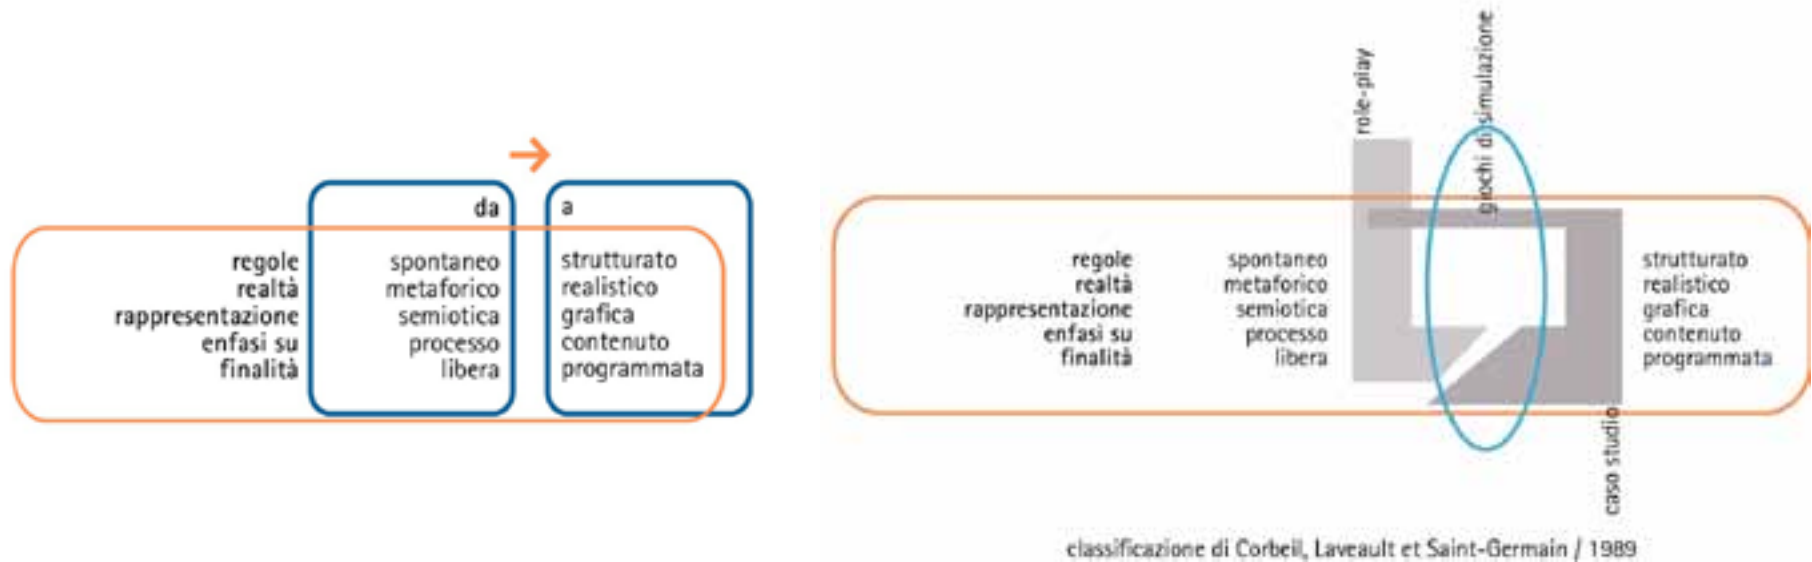 da a
regole spontaneo strutturato
realtà metaforico realistico
rappresentazione semiotica grafica
enfasi su processo contenuto
finalità libera programmata
role-play
giochi di simulazione
regole spontaneo strutturato
realtà metaforico realistico
rappresentazione semiotica grafica
enfasi su processo contenuto
finalità libera programmata
caso studio
classificazione di Corbeil, Laveault et Saint-Germain / 1989